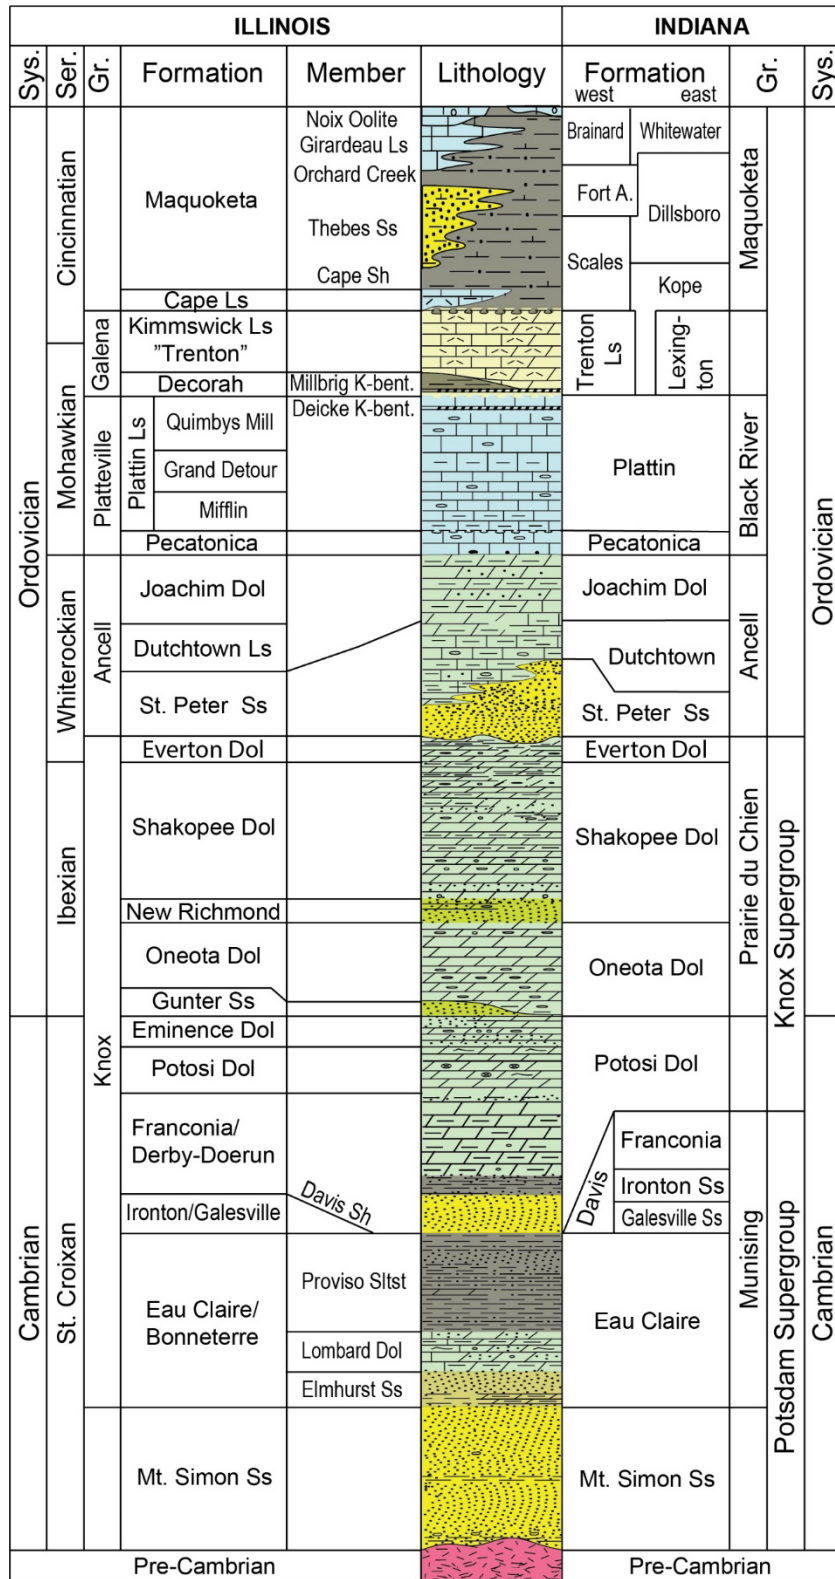 ILLINOIS
INDIANA
Sys.
Ser.
Gr.
Formation
Member
Lithology
Formation
west east
Gr.
Sys.
Ordovician
Cambrian
Cincinnatian
Mohawkian
Whiterockian
Ibexian
St. Croixan
Galena
Platteville
Ancell
Knox
Maquoketa
Cape Ls
Kimmswick Ls
"Trenton"
Decorah
Plattin Ls
Quimbys Mill
Grand Detour
Mifflin
Pecatonica
Joachim Dol
Dutchtown Ls
St. Peter Ss
Everton Dol
Shakopee Dol
New Richmond
Oneota Dol
Gunter Ss
Eminence Dol
Potosi Dol
Franconia/
Derby-Doerun
Ironton/Galesville
Davis Sh
Eau Claire/
Bonneterre
Mt. Simon Ss
Pre-Cambrian
Noix Oolite
Girardeau Ls
Orchard Creek
Thebes Ss
Cape Sh
Millbrig K-bent.
Deicke K-bent.
Proviso Sltst
Lombard Dol
Elmhurst Ss
Brainard
Whitewater
Fort A.
Dillsboro
Scales
Kope
Trenton
Ls
Lexing-
ton
Plattin
Pecatonica
Joachim Dol
Dutchtown
St. Peter Ss
Everton Dol
Shakopee Dol
Oneota Dol
Potosi Dol
Davis
Franconia
Ironton Ss
Galesville Ss
Eau Claire
Mt. Simon Ss
Pre-Cambrian
Maquoketa
Black River
Ancell
Prairie du Chien
Munising
Knox Supergroup
Potsdam Supergroup
Ordovician
Cambrian